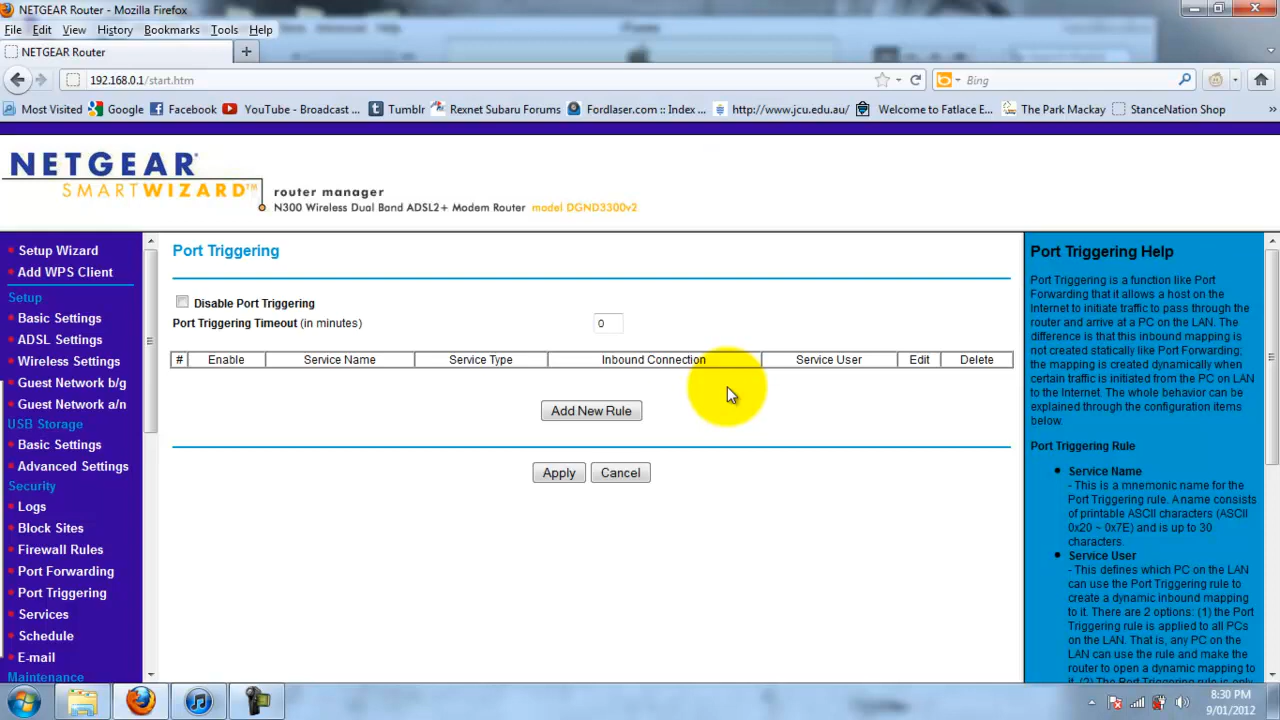 NETGEAR Router - Mozilla Firefox
File Edit View History Bookmarks Tools Help
NETGEAR Router +
192.168.0.1/start.htm Bing
Most Visited Google Facebook YouTube - Broadcast ... Tumblr Rexnet Subaru Forums Fordlaser.com :: Index ... http://www.jcu.edu.au/ Welcome to Fatlace E... The Park Mackay StanceNation Shop »
NETGEAR
SMARTWIZARD™ router manager
N300 Wireless Dual Band ADSL2+ Modem Router model DGND3300v2
Setup Wizard
Add WPS Client
Setup
Basic Settings
ADSL Settings
Wireless Settings
Guest Network b/g
Guest Network a/n
USB Storage
Basic Settings
Advanced Settings
Security
Logs
Block Sites
Firewall Rules
Port Forwarding
Port Triggering
Services
Schedule
E-mail
Maintenance
Port Triggering
Disable Port Triggering
Port Triggering Timeout (in minutes) 0
# Enable Service Name Service Type Inbound Connection Service User Edit Delete
Add New Rule
Apply Cancel
Port Triggering Help
Port Triggering is a function like Port
Forwarding that it allows a host on the
Internet to initiate traffic to pass through the
router and arrive at a PC on the LAN. The
difference is that this inbound mapping is
not created statically like Port Forwarding;
the mapping is created dynamically when
certain traffic is initiated from the PC on LAN
to the Internet. The whole behavior can be
explained through the configuration items
below.
Port Triggering Rule
Service Name
- This is a mnemonic name for the
Port Triggering rule. A name consists
of printable ASCII characters (ASCII
0x20 ~ 0x7E) and is up to 30
characters.
Service User
- This defines which PC on the LAN
can use the Port Triggering rule to
create a dynamic inbound mapping
to it. There are 2 options: (1) the Port
Triggering rule is applied to all PCs
on the LAN. That is, any PC on the
LAN can use the rule and make the
router to open a dynamic mapping to
it. (2) The Port Triggering rule is only
8:30 PM
9/01/2012